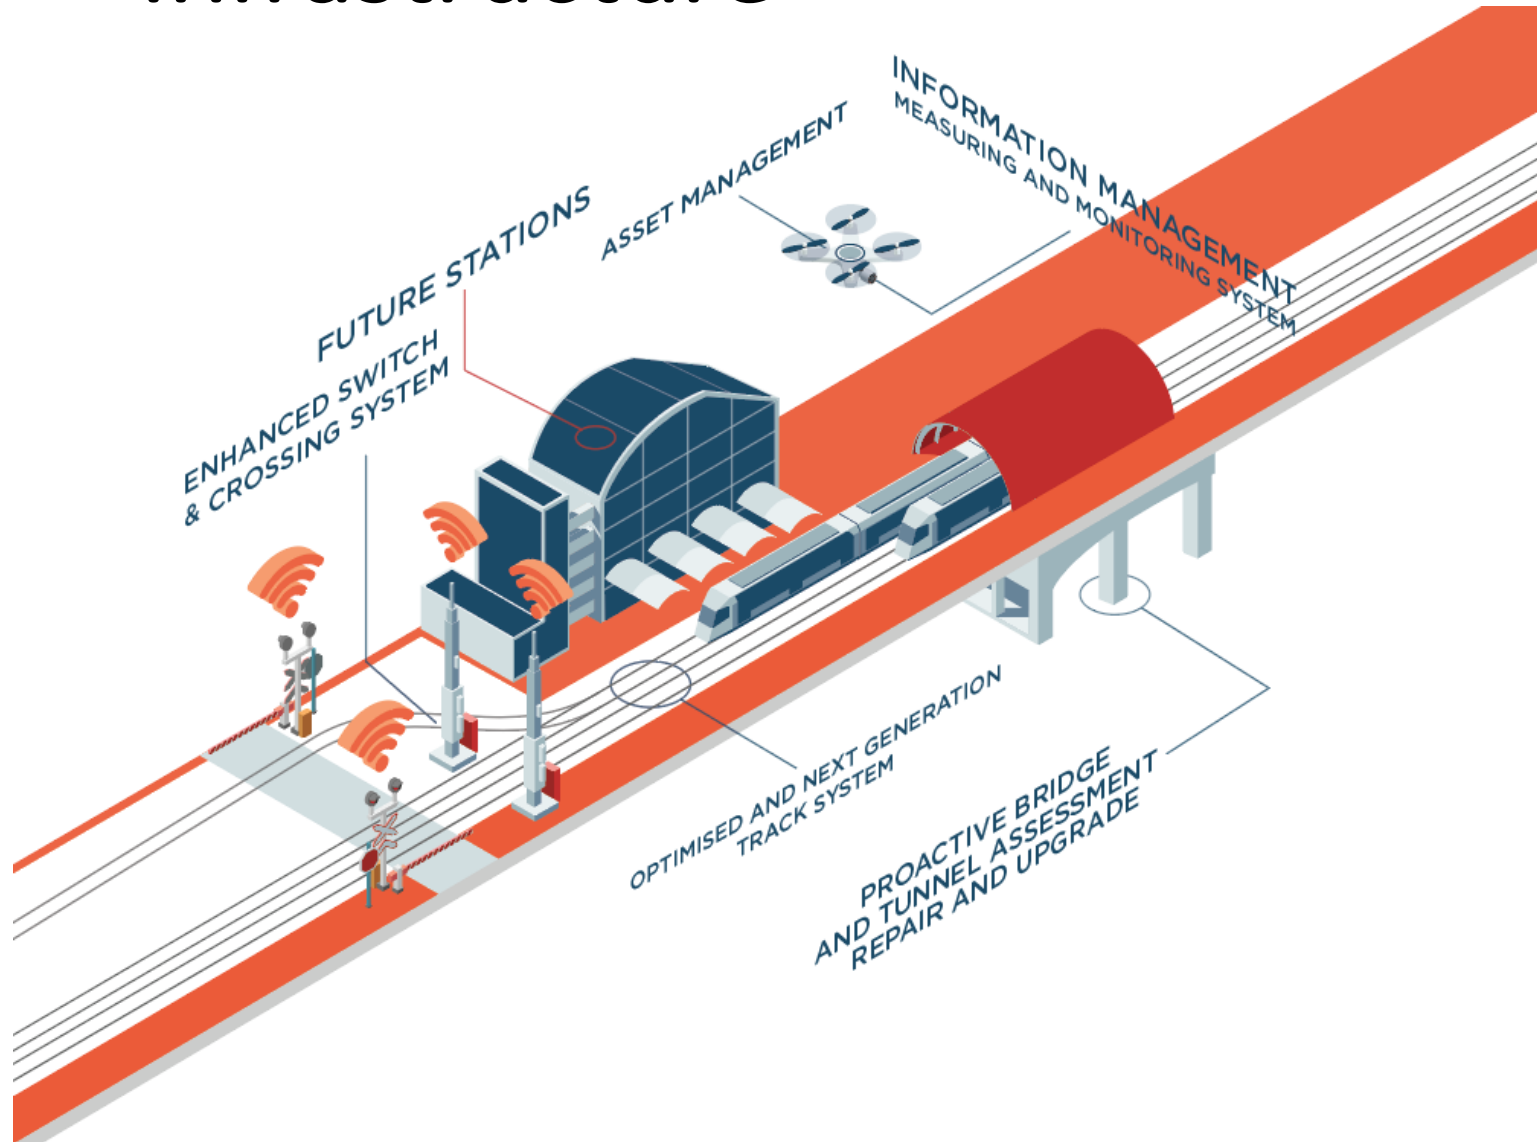 Infrastructure
INFORMATION MANAGEMENT
MEASURING AND MONITORING SYSTEM
ASSET MANAGEMENT
FUTURE STATIONS
ENHANCED SWITCH
& CROSSING SYSTEM
OPTIMISED AND NEXT GENERATION
TRACK SYSTEM
PROACTIVE BRIDGE
AND TUNNEL ASSESSMENT
REPAIR AND UPGRADE